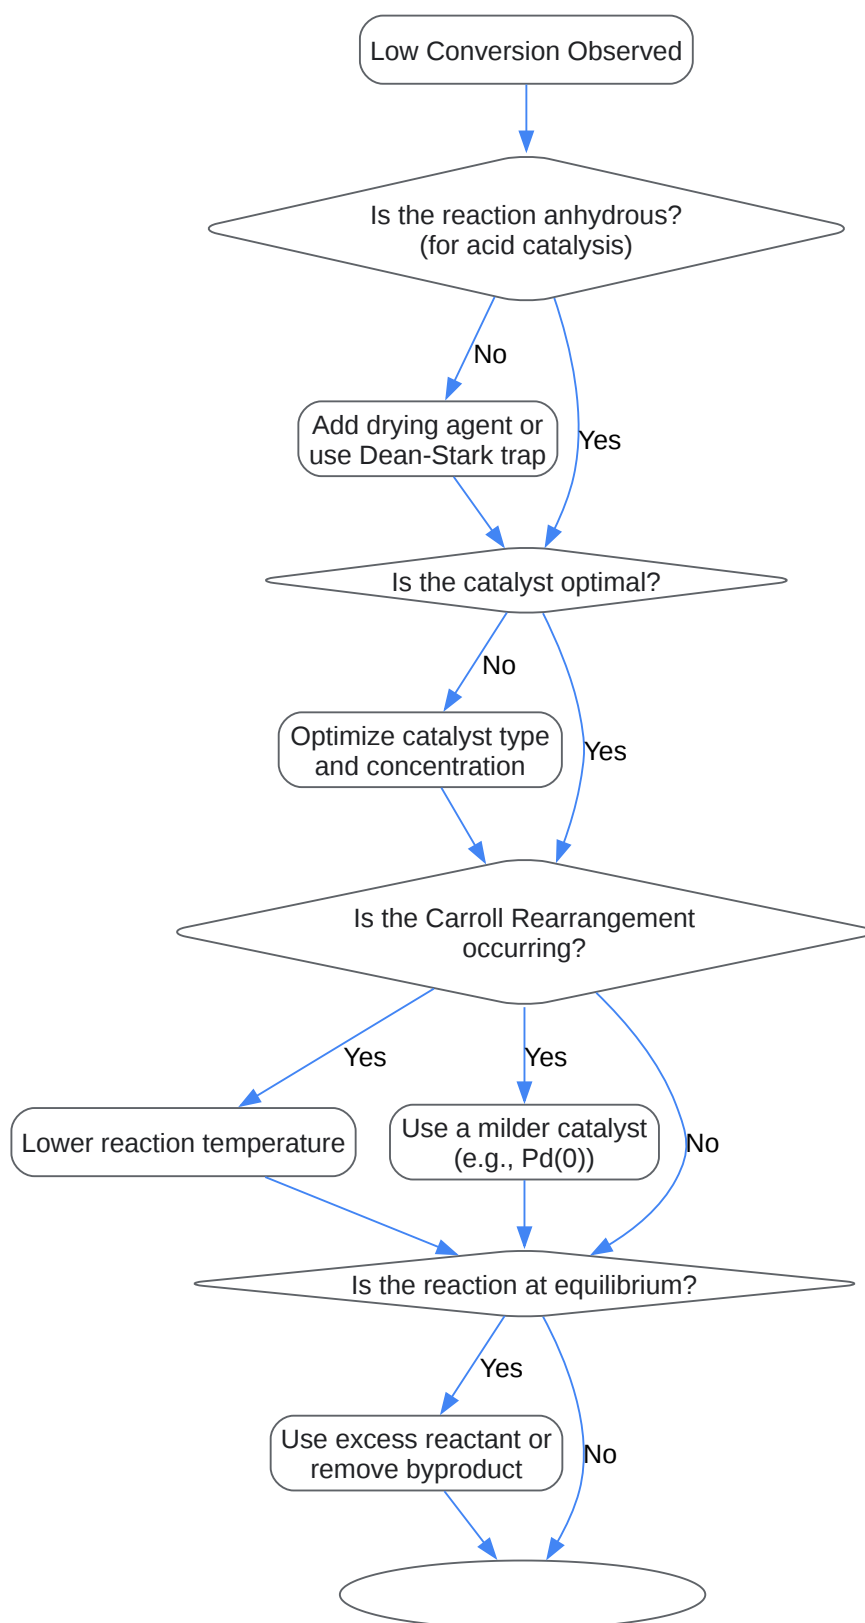 Low Conversion Observed
Is the reaction anhydrous?
(for acid catalysis)
No
Add drying agent or
use Dean-Stark trap
Yes
Is the catalyst optimal?
No
Optimize catalyst type
and concentration
Yes
Is the Carroll Rearrangement
occurring?
Yes
Yes
Lower reaction temperature
Use a milder catalyst
(e.g., Pd(0))
No
Is the reaction at equilibrium?
Yes
Use excess reactant or
remove byproduct
No